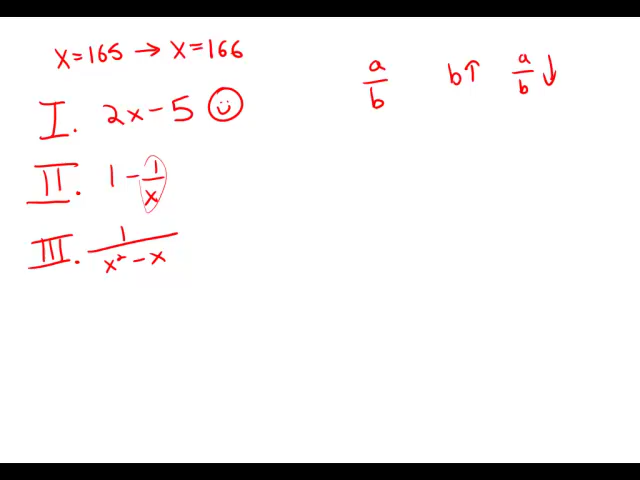 x=165 → x=166
a/b b↑ a/b ↓
I. 2x-5 ☺
II. 1 - 1/x
III. 1/(x² - x)